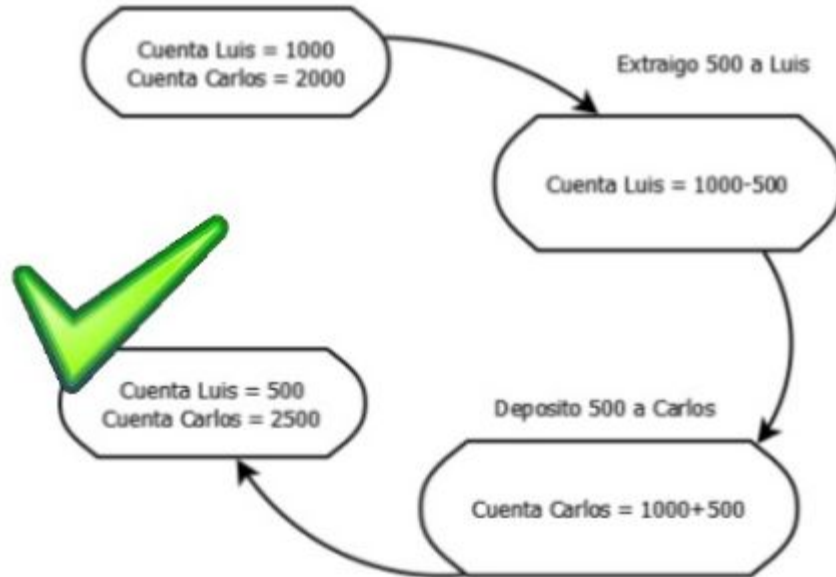 Cuenta Luis = 1000
Cuenta Carlos = 2000
Extraigo 500 a Luis
Cuenta Luis = 1000-500
Deposito 500 a Carlos
Cuenta Carlos = 1000+500
Cuenta Luis = 500
Cuenta Carlos = 2500